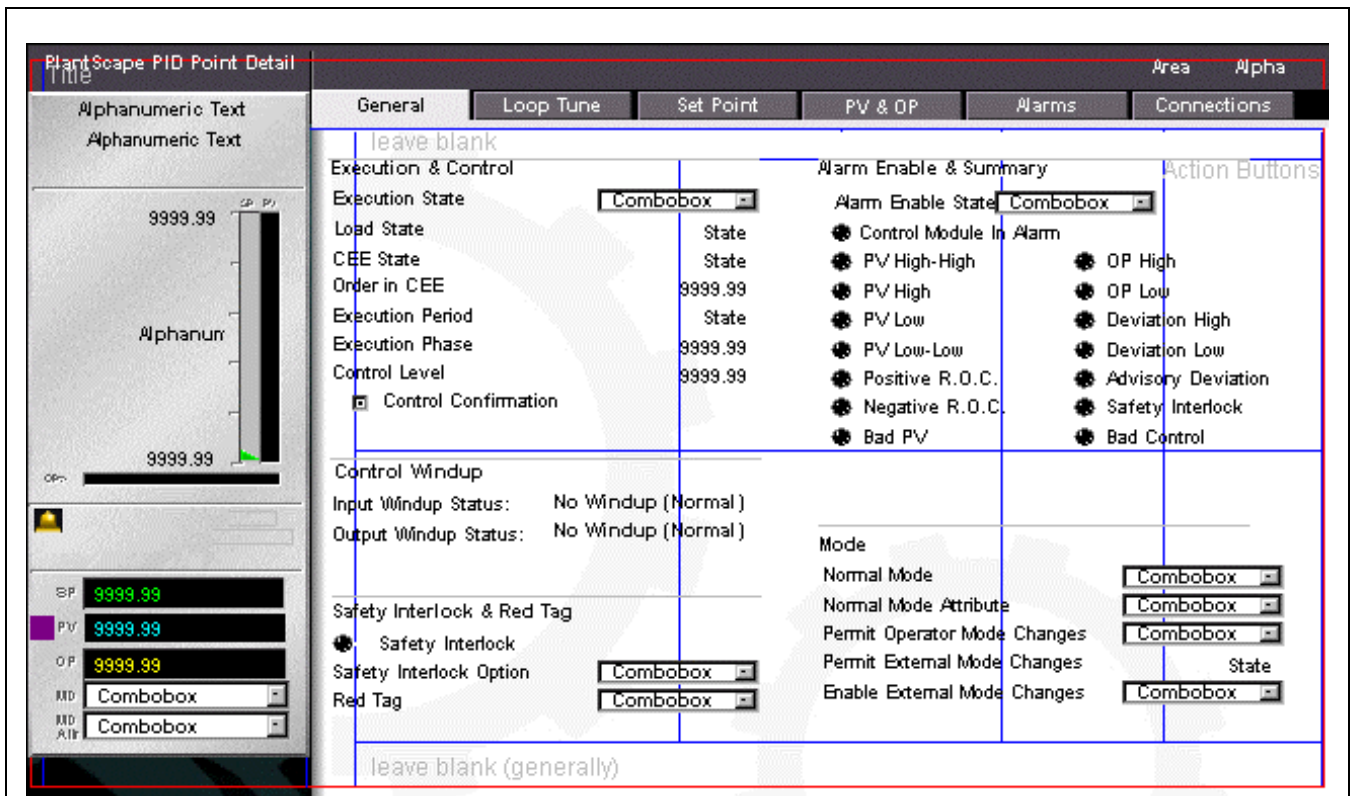 PlantScape PID Point Detail
Title
Area Alpha
Alphanumeric Text
Alphanumeric Text
SP PV
9999.99
Alphanum
9999.99
OP
SP 9999.99
PV 9999.99
OP 9999.99
MD Combobox
MD Attr Combobox
General Loop Tune Set Point PV & OP Alarms Connections
leave blank
Execution & Control
Execution State Combobox
Load State State
CEE State State
Order in CEE 9999.99
Execution Period State
Execution Phase 9999.99
Control Level 9999.99
Control Confirmation
Control Windup
Input Windup Status: No Windup (Normal)
Output Windup Status: No Windup (Normal)
Safety Interlock & Red Tag
Safety Interlock
Safety Interlock Option Combobox
Red Tag Combobox
Alarm Enable & Summary
Action Buttons
Alarm Enable State Combobox
Control Module In Alarm
PV High-High OP High
PV High OP Low
PV Low Deviation High
PV Low-Low Deviation Low
Positive R.O.C. Advisory Deviation
Negative R.O.C. Safety Interlock
Bad PV Bad Control
Mode
Normal Mode Combobox
Normal Mode Attribute Combobox
Permit Operator Mode Changes Combobox
Permit External Mode Changes State
Enable External Mode Changes Combobox
leave blank (generally)